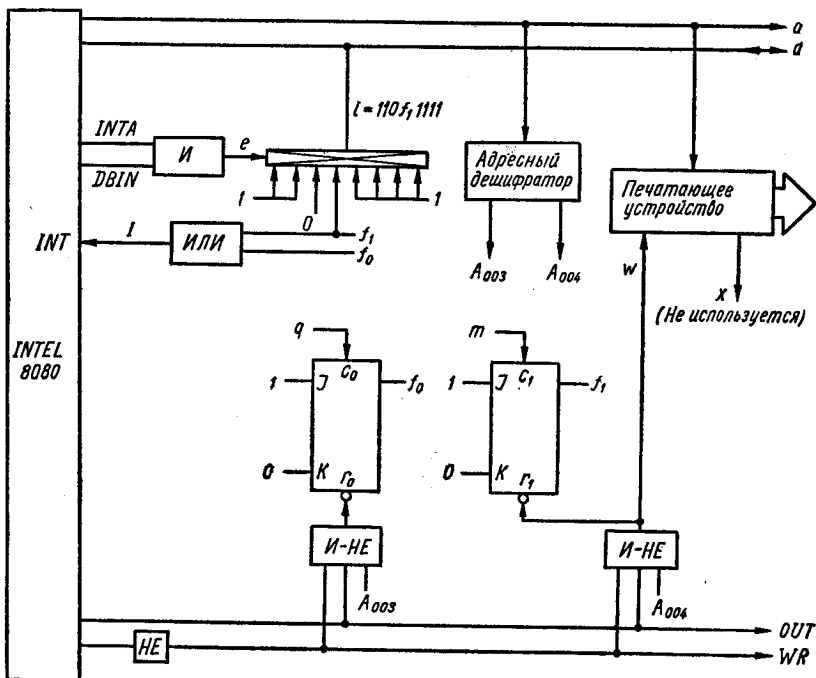 a
d
l = 110f₁1111
INTA
DBIN
И
e
Адресный
дешифратор
Печатающее
устройство
1
0
1
INT
I
ИЛИ
f₁
f₀
A₀₀₃
A₀₀₄
w
x
(Не используется)
INTEL
8080
q
m
1
J
C₀
f₀
1
J
C₁
f₁
0
K
r₀
0
K
r₁
И-НЕ
И-НЕ
A₀₀₃
A₀₀₄
OUT
НЕ
WR